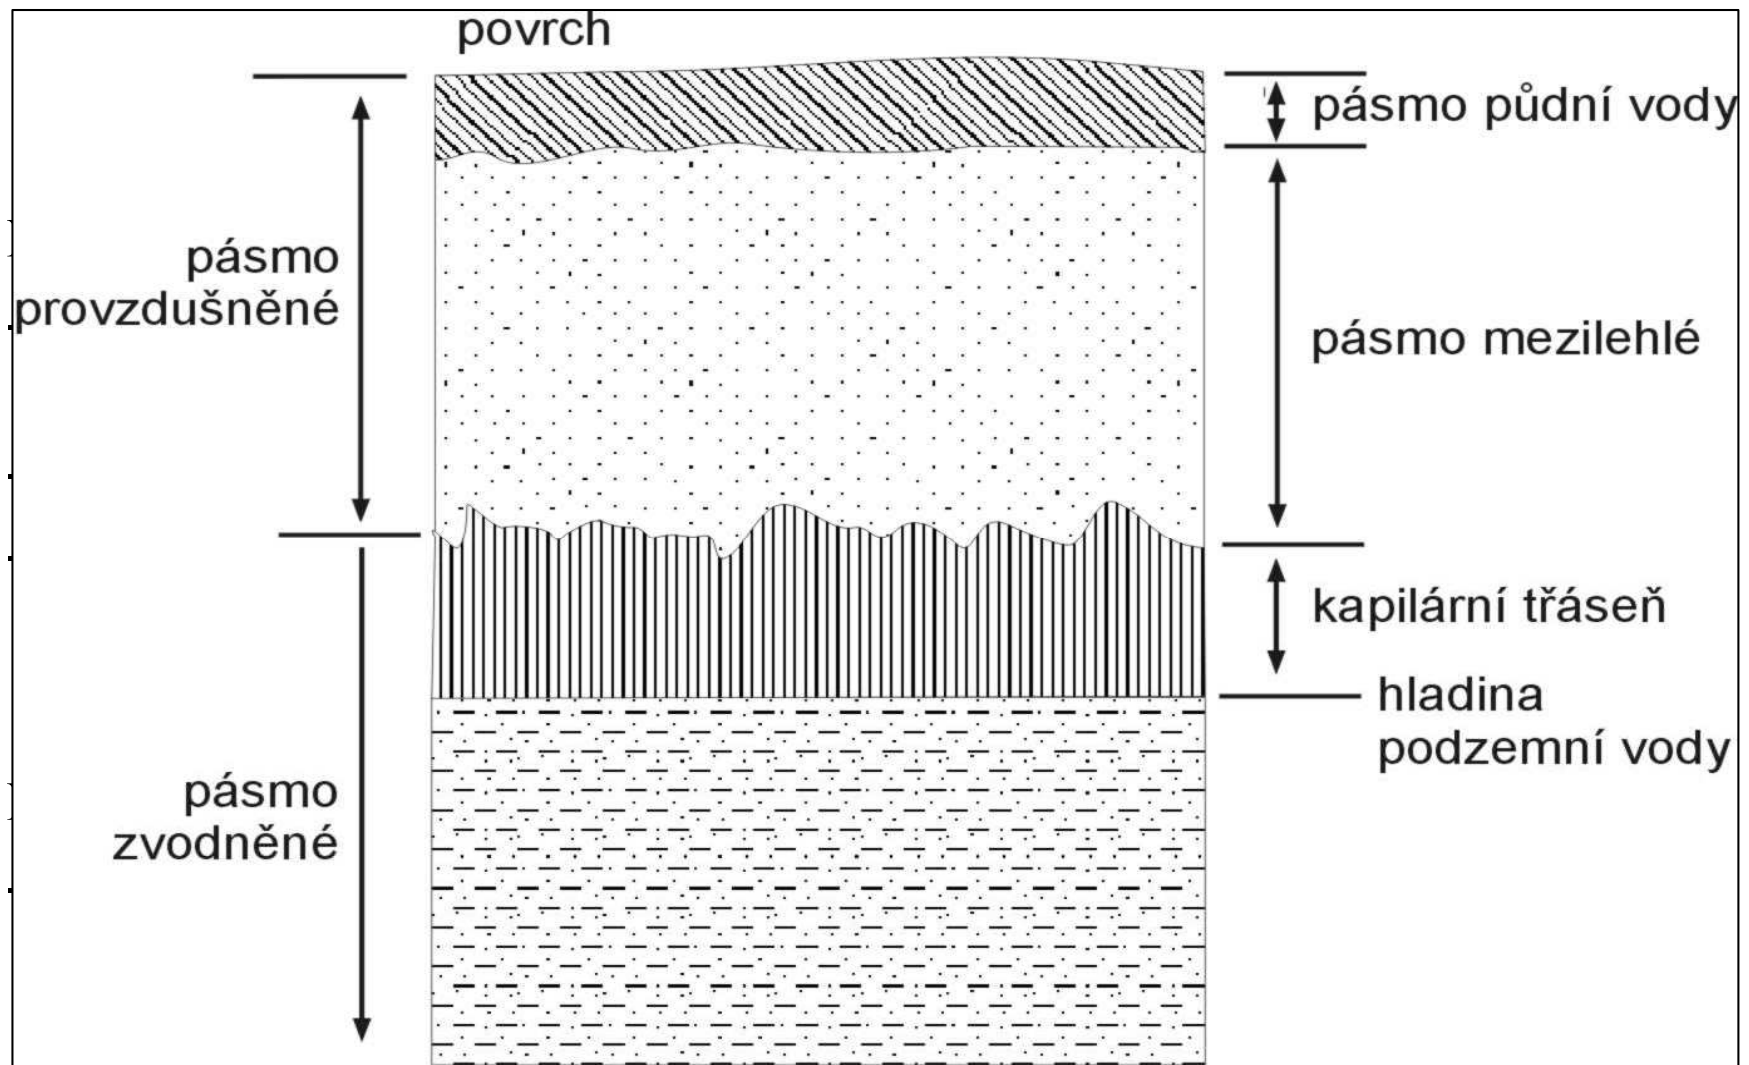 povrch
pásmo půdní vody
pásmo
provzdušněné
pásmo mezilehlé
kapilární třáseň
hladina
podzemní vody
pásmo
zvodněné